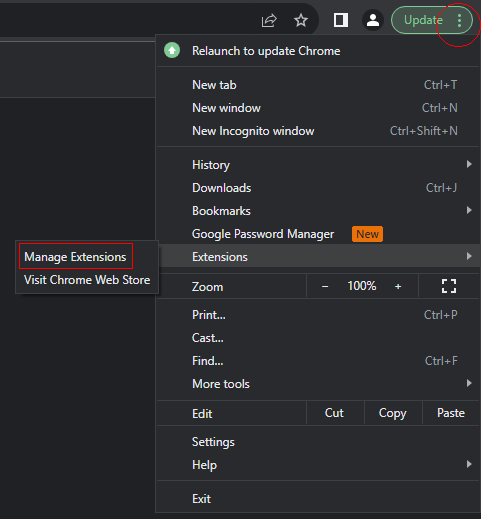 Update
Relaunch to update Chrome
New tab Ctrl+T
New window Ctrl+N
New Incognito window Ctrl+Shift+N
History
Downloads Ctrl+J
Bookmarks
Google Password Manager New
Manage Extensions
Extensions
Visit Chrome Web Store
Zoom − 100% +
Print... Ctrl+P
Cast...
Find... Ctrl+F
More tools
Edit Cut Copy Paste
Settings
Help
Exit